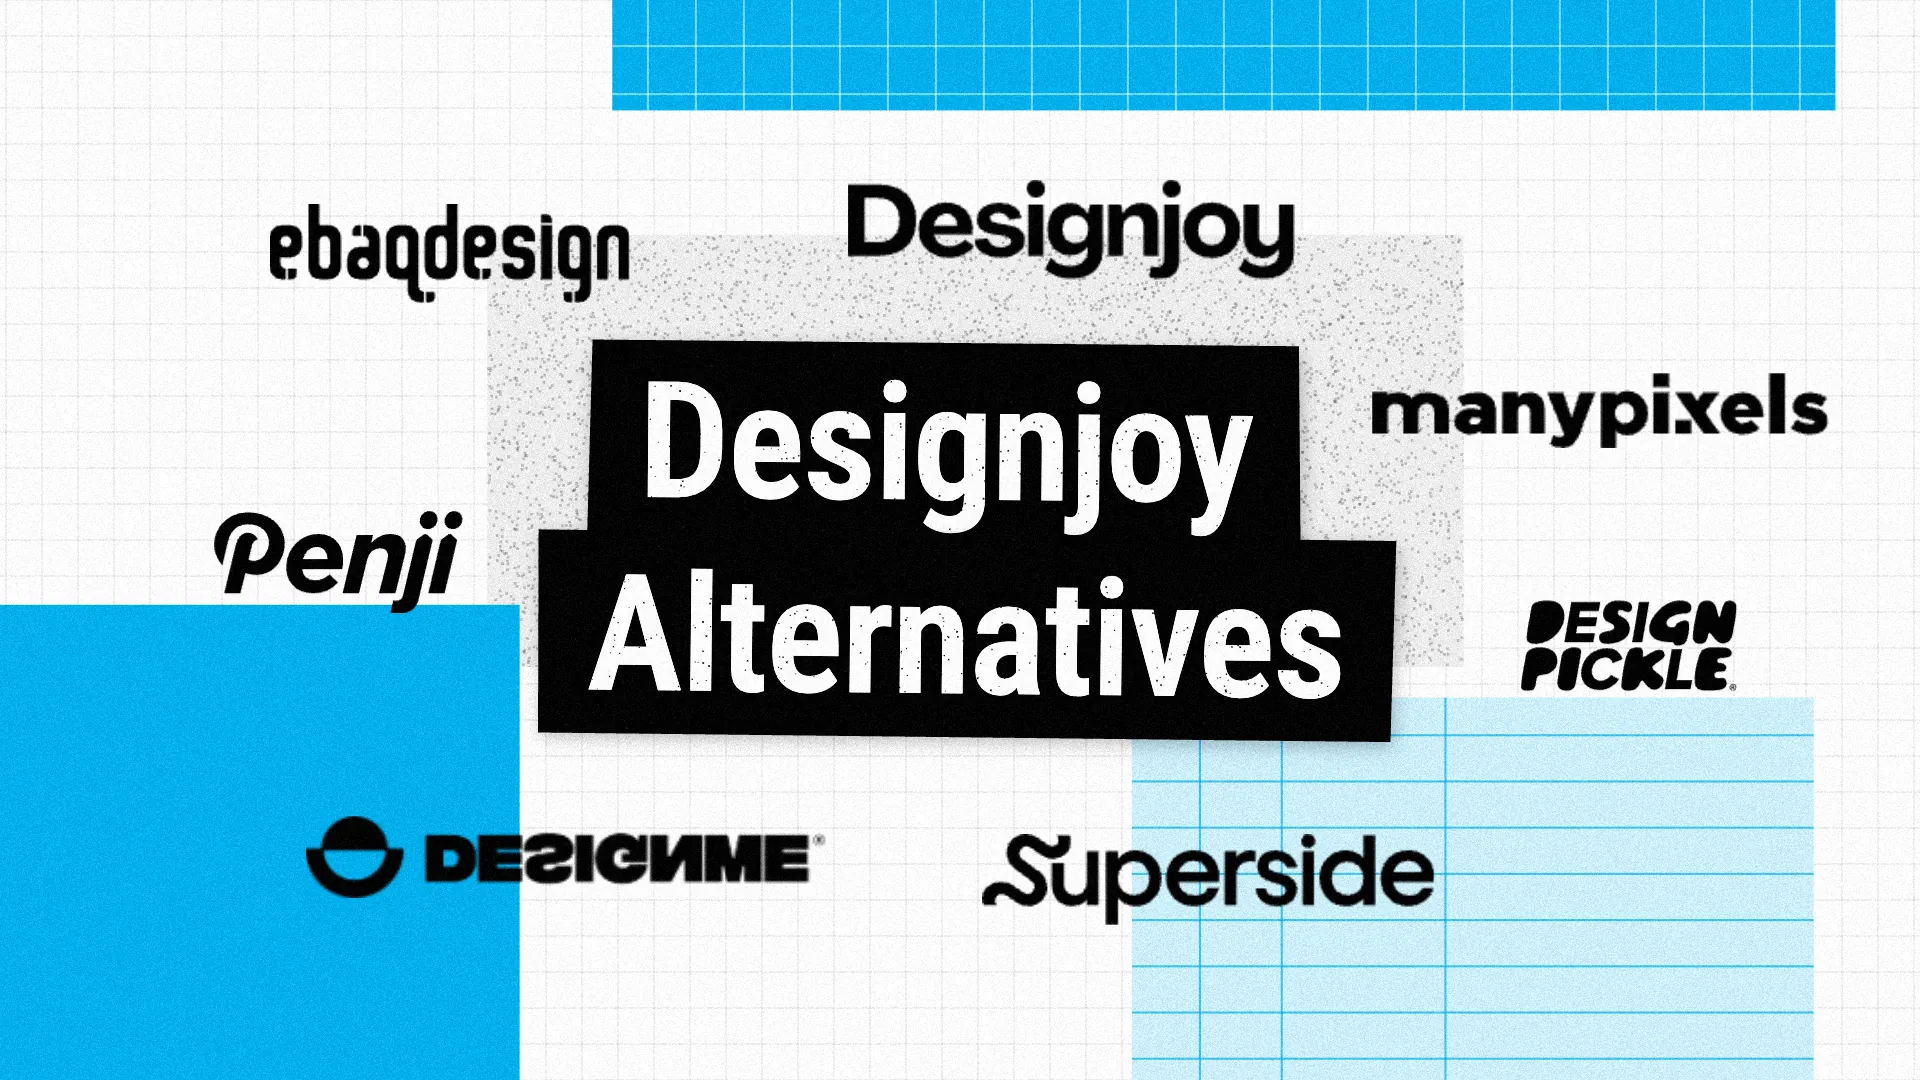 ebaqdesign
Designjoy
Designjoy
Alternatives
manypixels
Penji
DESIGN
PICKLE®
DESIGNME®
Superside